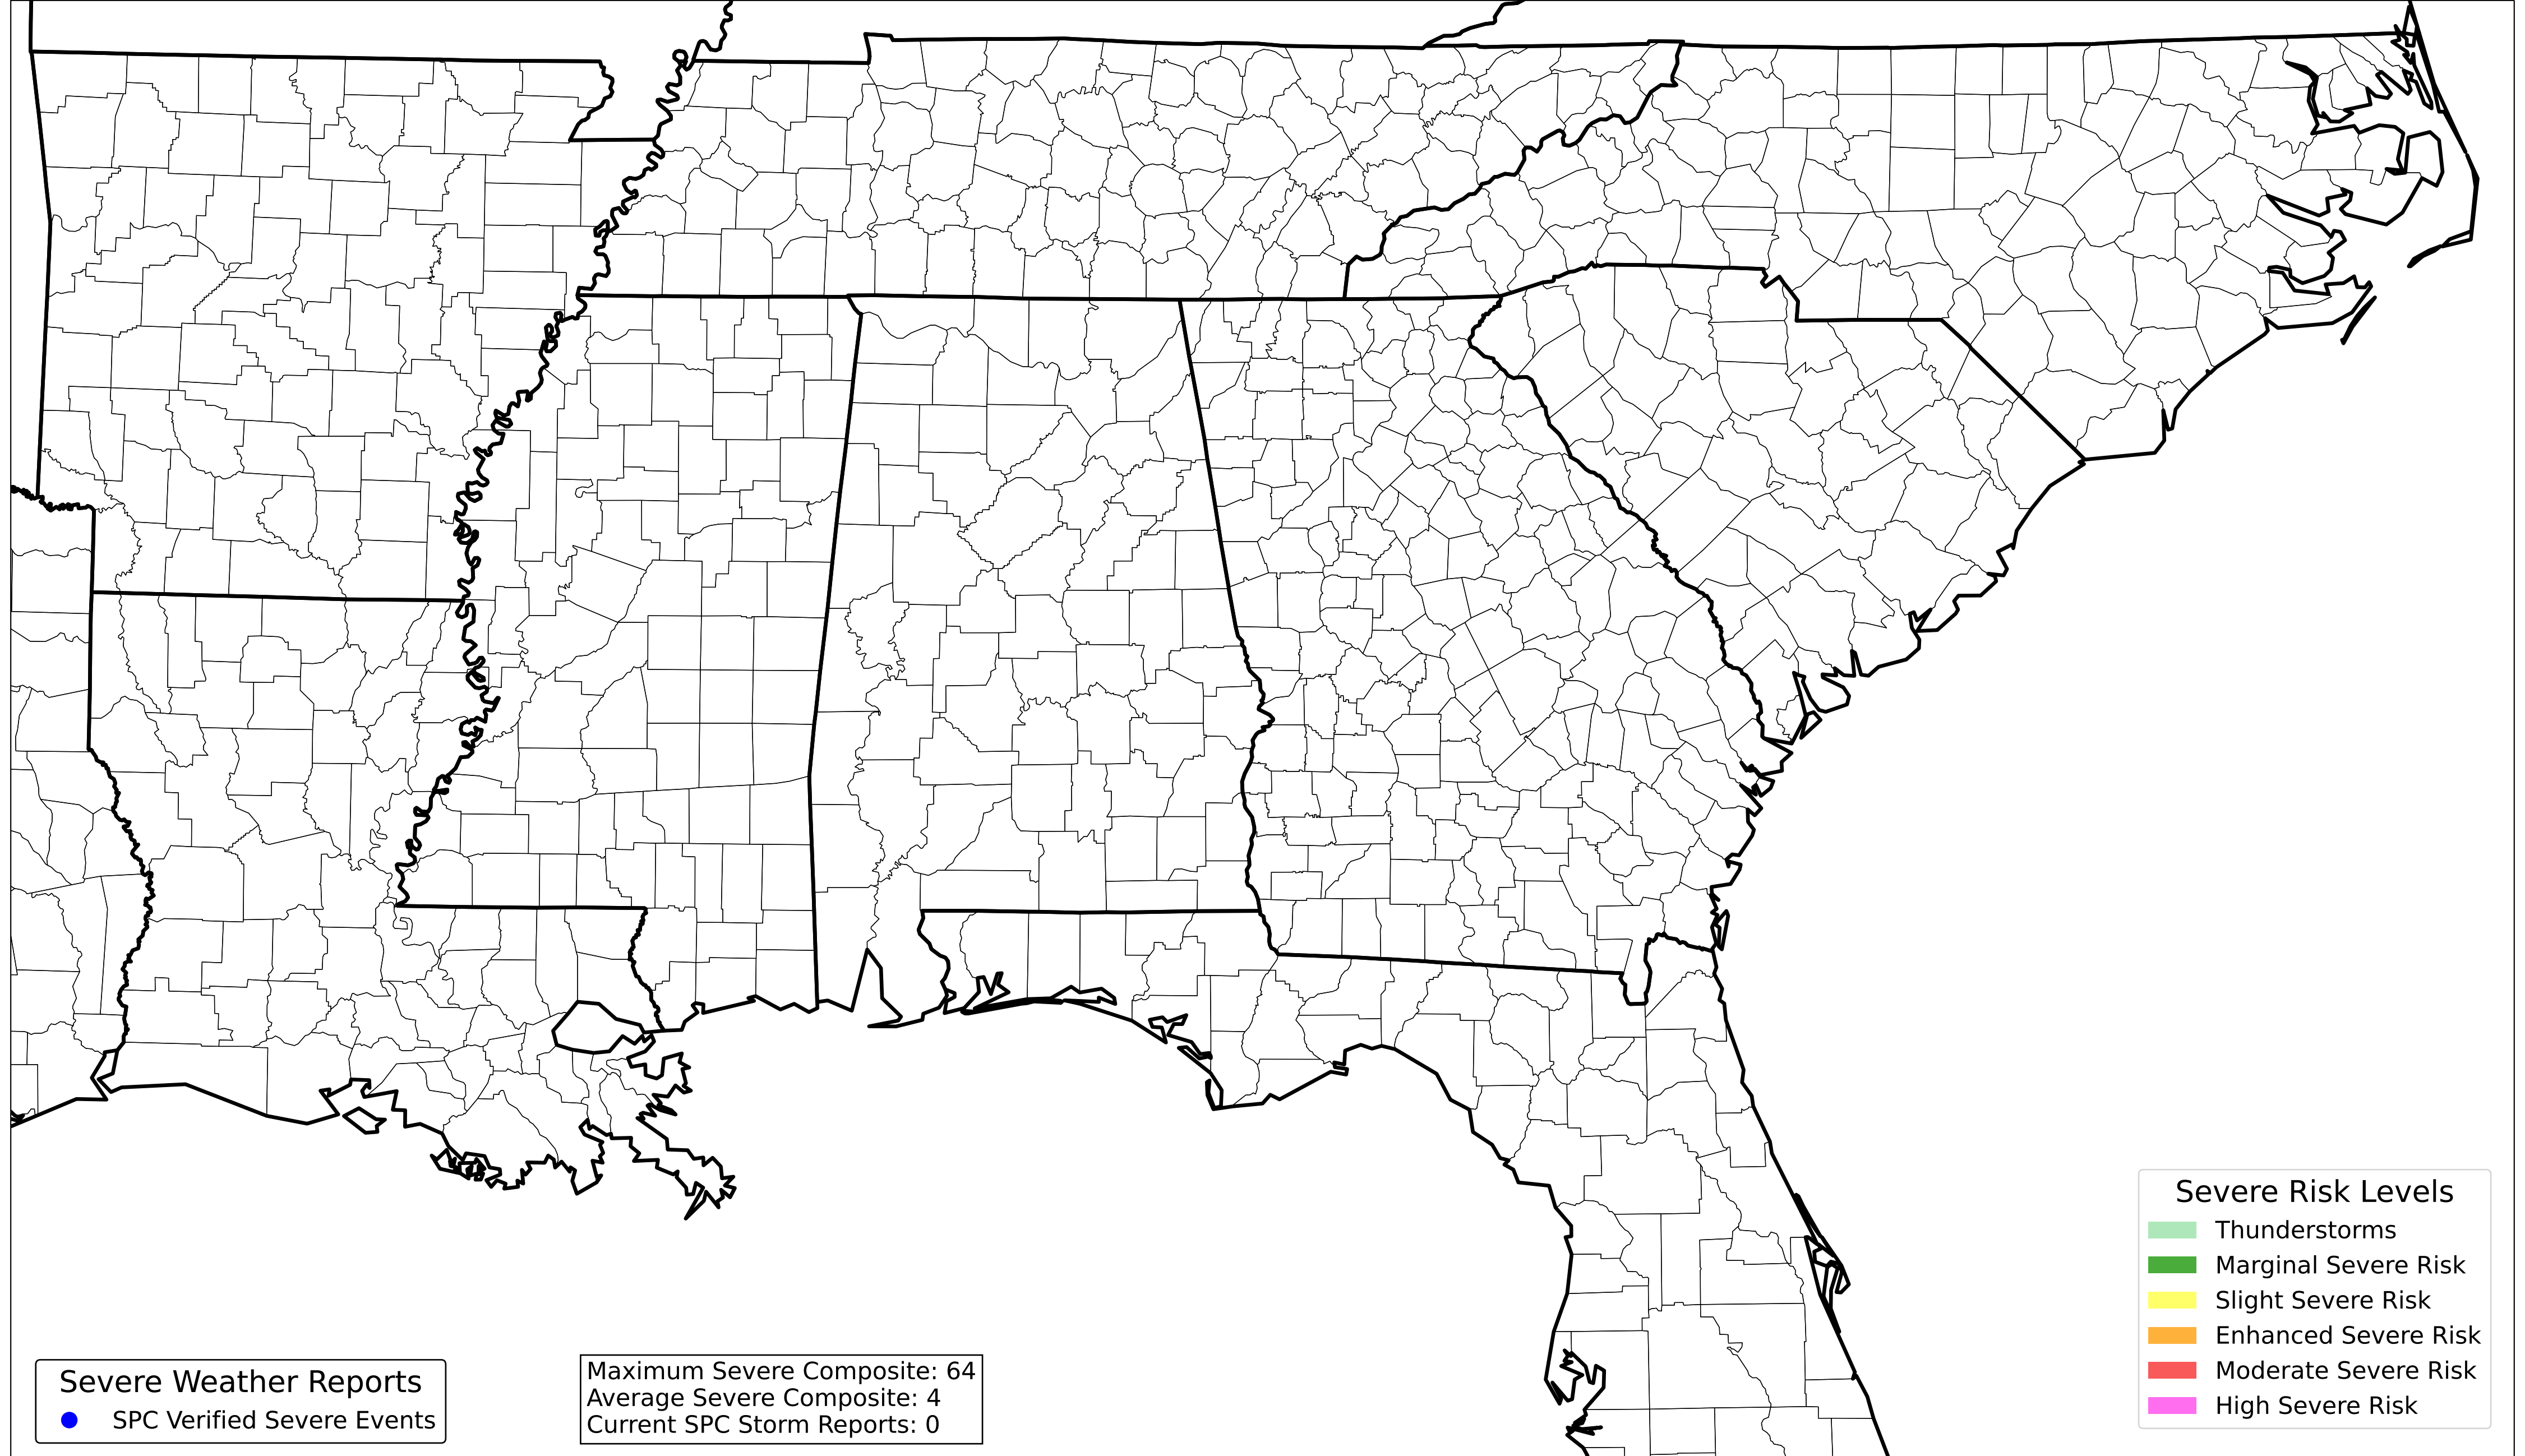 Severe Weather Reports
SPC Verified Severe Events
Maximum Severe Composite: 64
Average Severe Composite: 4
Current SPC Storm Reports: 0
Severe Risk Levels
Thunderstorms
Marginal Severe Risk
Slight Severe Risk
Enhanced Severe Risk
Moderate Severe Risk
High Severe Risk